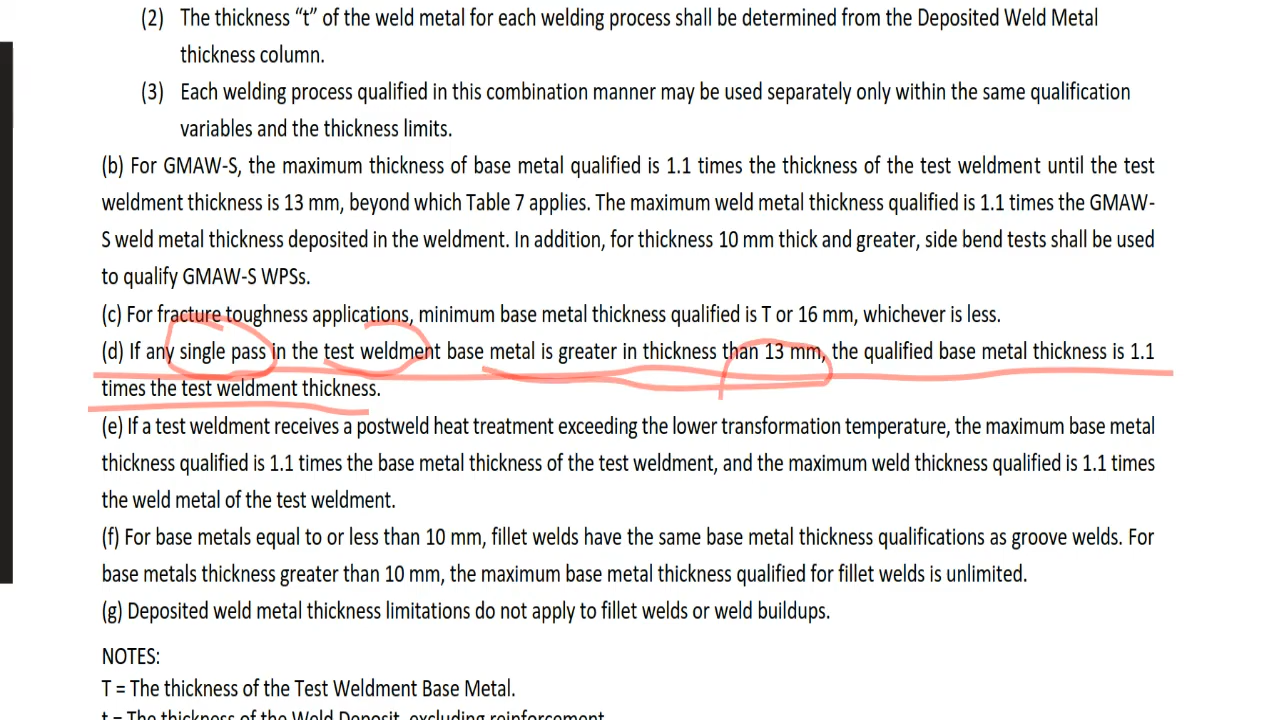 (2) The thickness “t” of the weld metal for each welding process shall be determined from the Deposited Weld Metal
thickness column.
(3) Each welding process qualified in this combination manner may be used separately only within the same qualification
variables and the thickness limits.
(b) For GMAW-S, the maximum thickness of base metal qualified is 1.1 times the thickness of the test weldment until the test
weldment thickness is 13 mm, beyond which Table 7 applies. The maximum weld metal thickness qualified is 1.1 times the GMAW-
S weld metal thickness deposited in the weldment. In addition, for thickness 10 mm thick and greater, side bend tests shall be used
to qualify GMAW-S WPSs.
(c) For fracture toughness applications, minimum base metal thickness qualified is T or 16 mm, whichever is less.
(d) If any single pass in the test weldment base metal is greater in thickness than 13 mm, the qualified base metal thickness is 1.1
times the test weldment thickness.
(e) If a test weldment receives a postweld heat treatment exceeding the lower transformation temperature, the maximum base metal
thickness qualified is 1.1 times the base metal thickness of the test weldment, and the maximum weld thickness qualified is 1.1 times
the weld metal of the test weldment.
(f) For base metals equal to or less than 10 mm, fillet welds have the same base metal thickness qualifications as groove welds. For
base metals thickness greater than 10 mm, the maximum base metal thickness qualified for fillet welds is unlimited.
(g) Deposited weld metal thickness limitations do not apply to fillet welds or weld buildups.
NOTES:
T = The thickness of the Test Weldment Base Metal.
t = The thickness of the Weld Deposit, excluding reinforcement